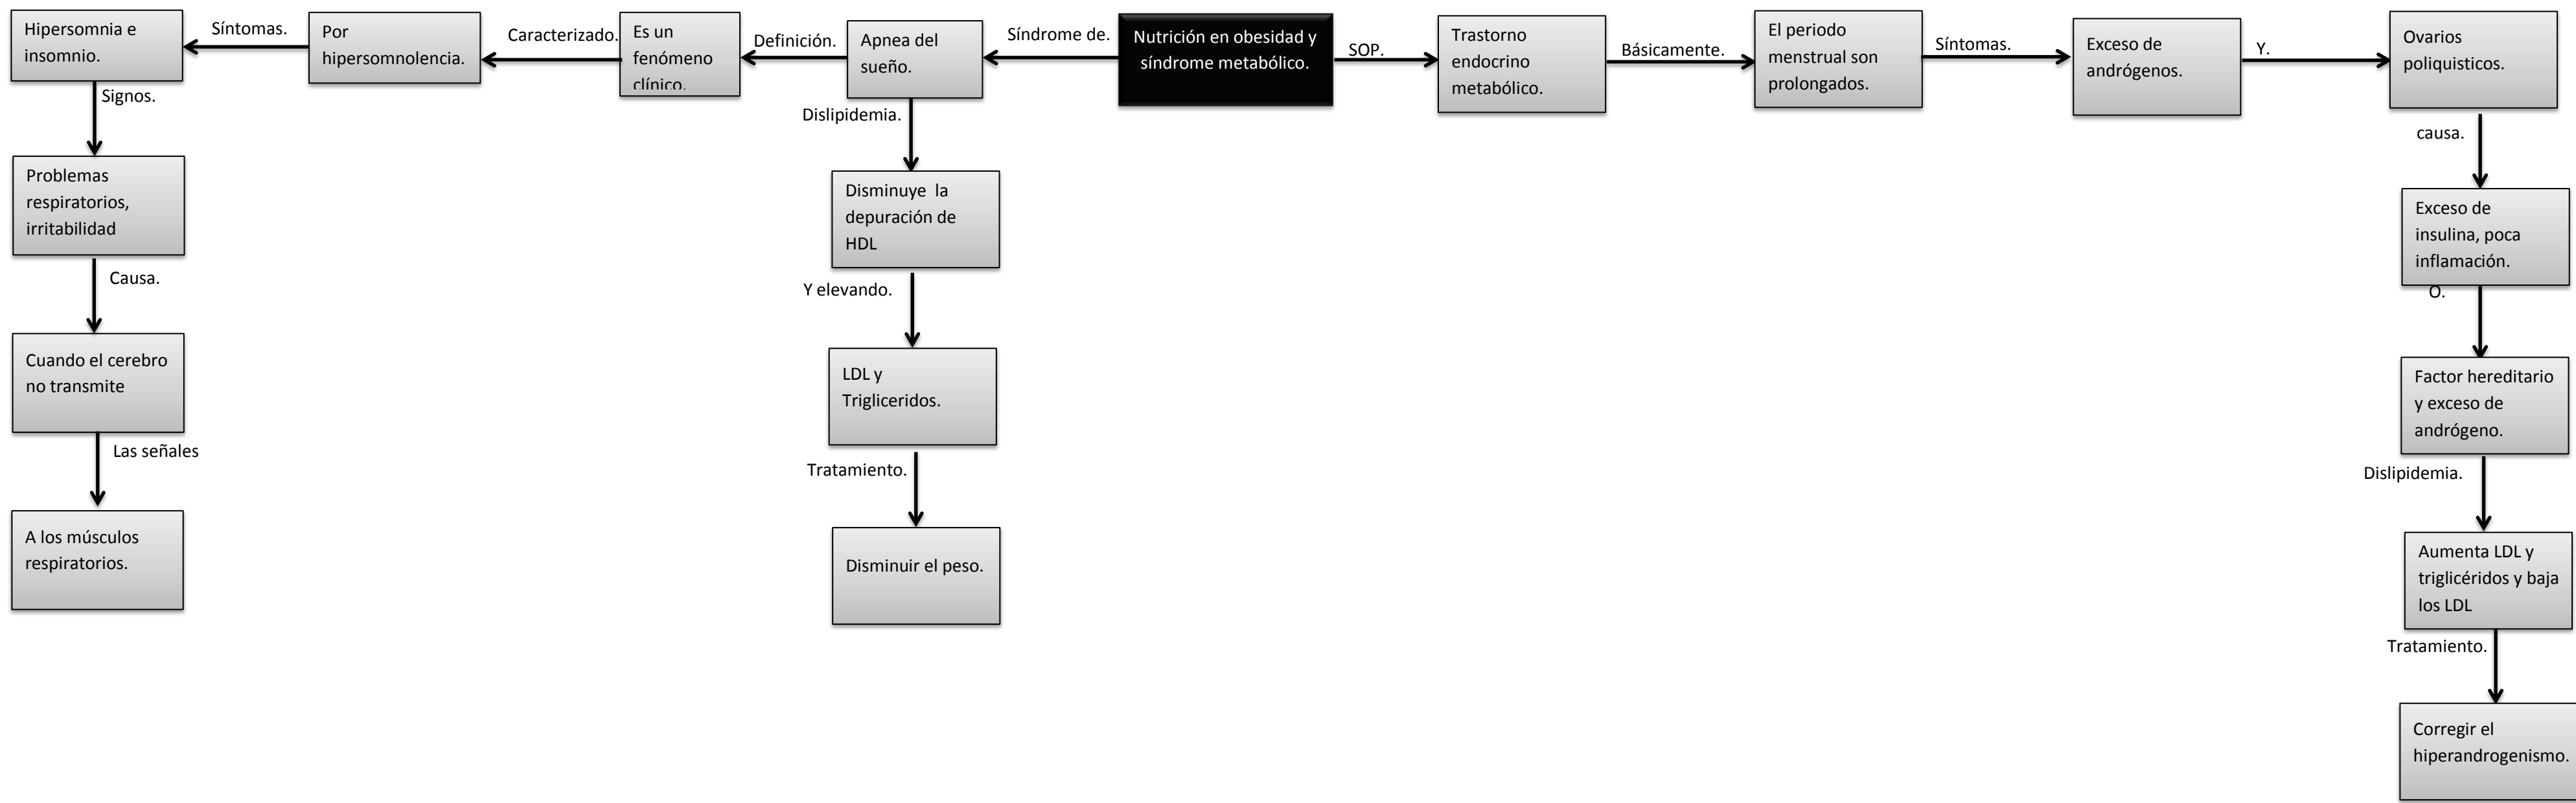 Hipersomnia e
insomnio.
Síntomas.
Por
hipersomnolencia.
Caracterizado.
Es un
fenómeno
clínico.
Definición.
Apnea del
sueño.
Síndrome de.
Nutrición en obesidad y
síndrome metabólico.
SOP.
Trastorno
endocrino
metabólico.
Básicamente.
El periodo
menstrual son
prolongados.
Síntomas.
Exceso de
andrógenos.
Y.
Ovarios
poliquisticos.
Signos.
Problemas
respiratorios,
irritabilidad
Causa.
Cuando el cerebro
no transmite
Las señales
A los músculos
respiratorios.
Dislipidemia.
Disminuye la
depuración de
HDL
Y elevando.
LDL y
Trigliceridos.
Tratamiento.
Disminuir el peso.
causa.
Exceso de
insulina, poca
inflamación.
O.
Factor hereditario
y exceso de
andrógeno.
Dislipidemia.
Aumenta LDL y
triglicéridos y baja
los LDL
Tratamiento.
Corregir el
hiperandrogenismo.